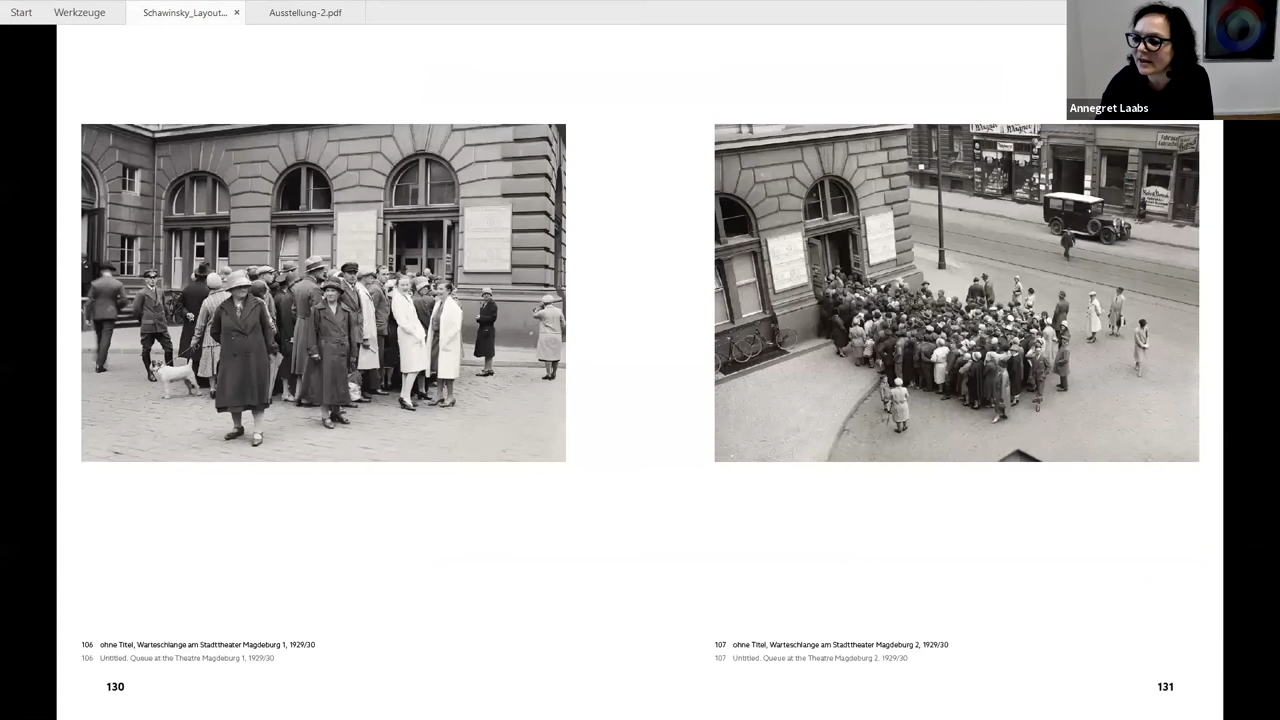 Start
Werkzeuge
Schawinsky_Layout... ×
Ausstellung-2.pdf
Annegret Laabs
106 ohne Titel, Warteschlange am Stadttheater Magdeburg 1, 1929/30
106 Untitled. Queue at the Theatre Magdeburg 1, 1929/30
130
107 ohne Titel, Warteschlange am Stadttheater Magdeburg 2, 1929/30
107 Untitled. Queue at the Theatre Magdeburg 2. 1929/30
131